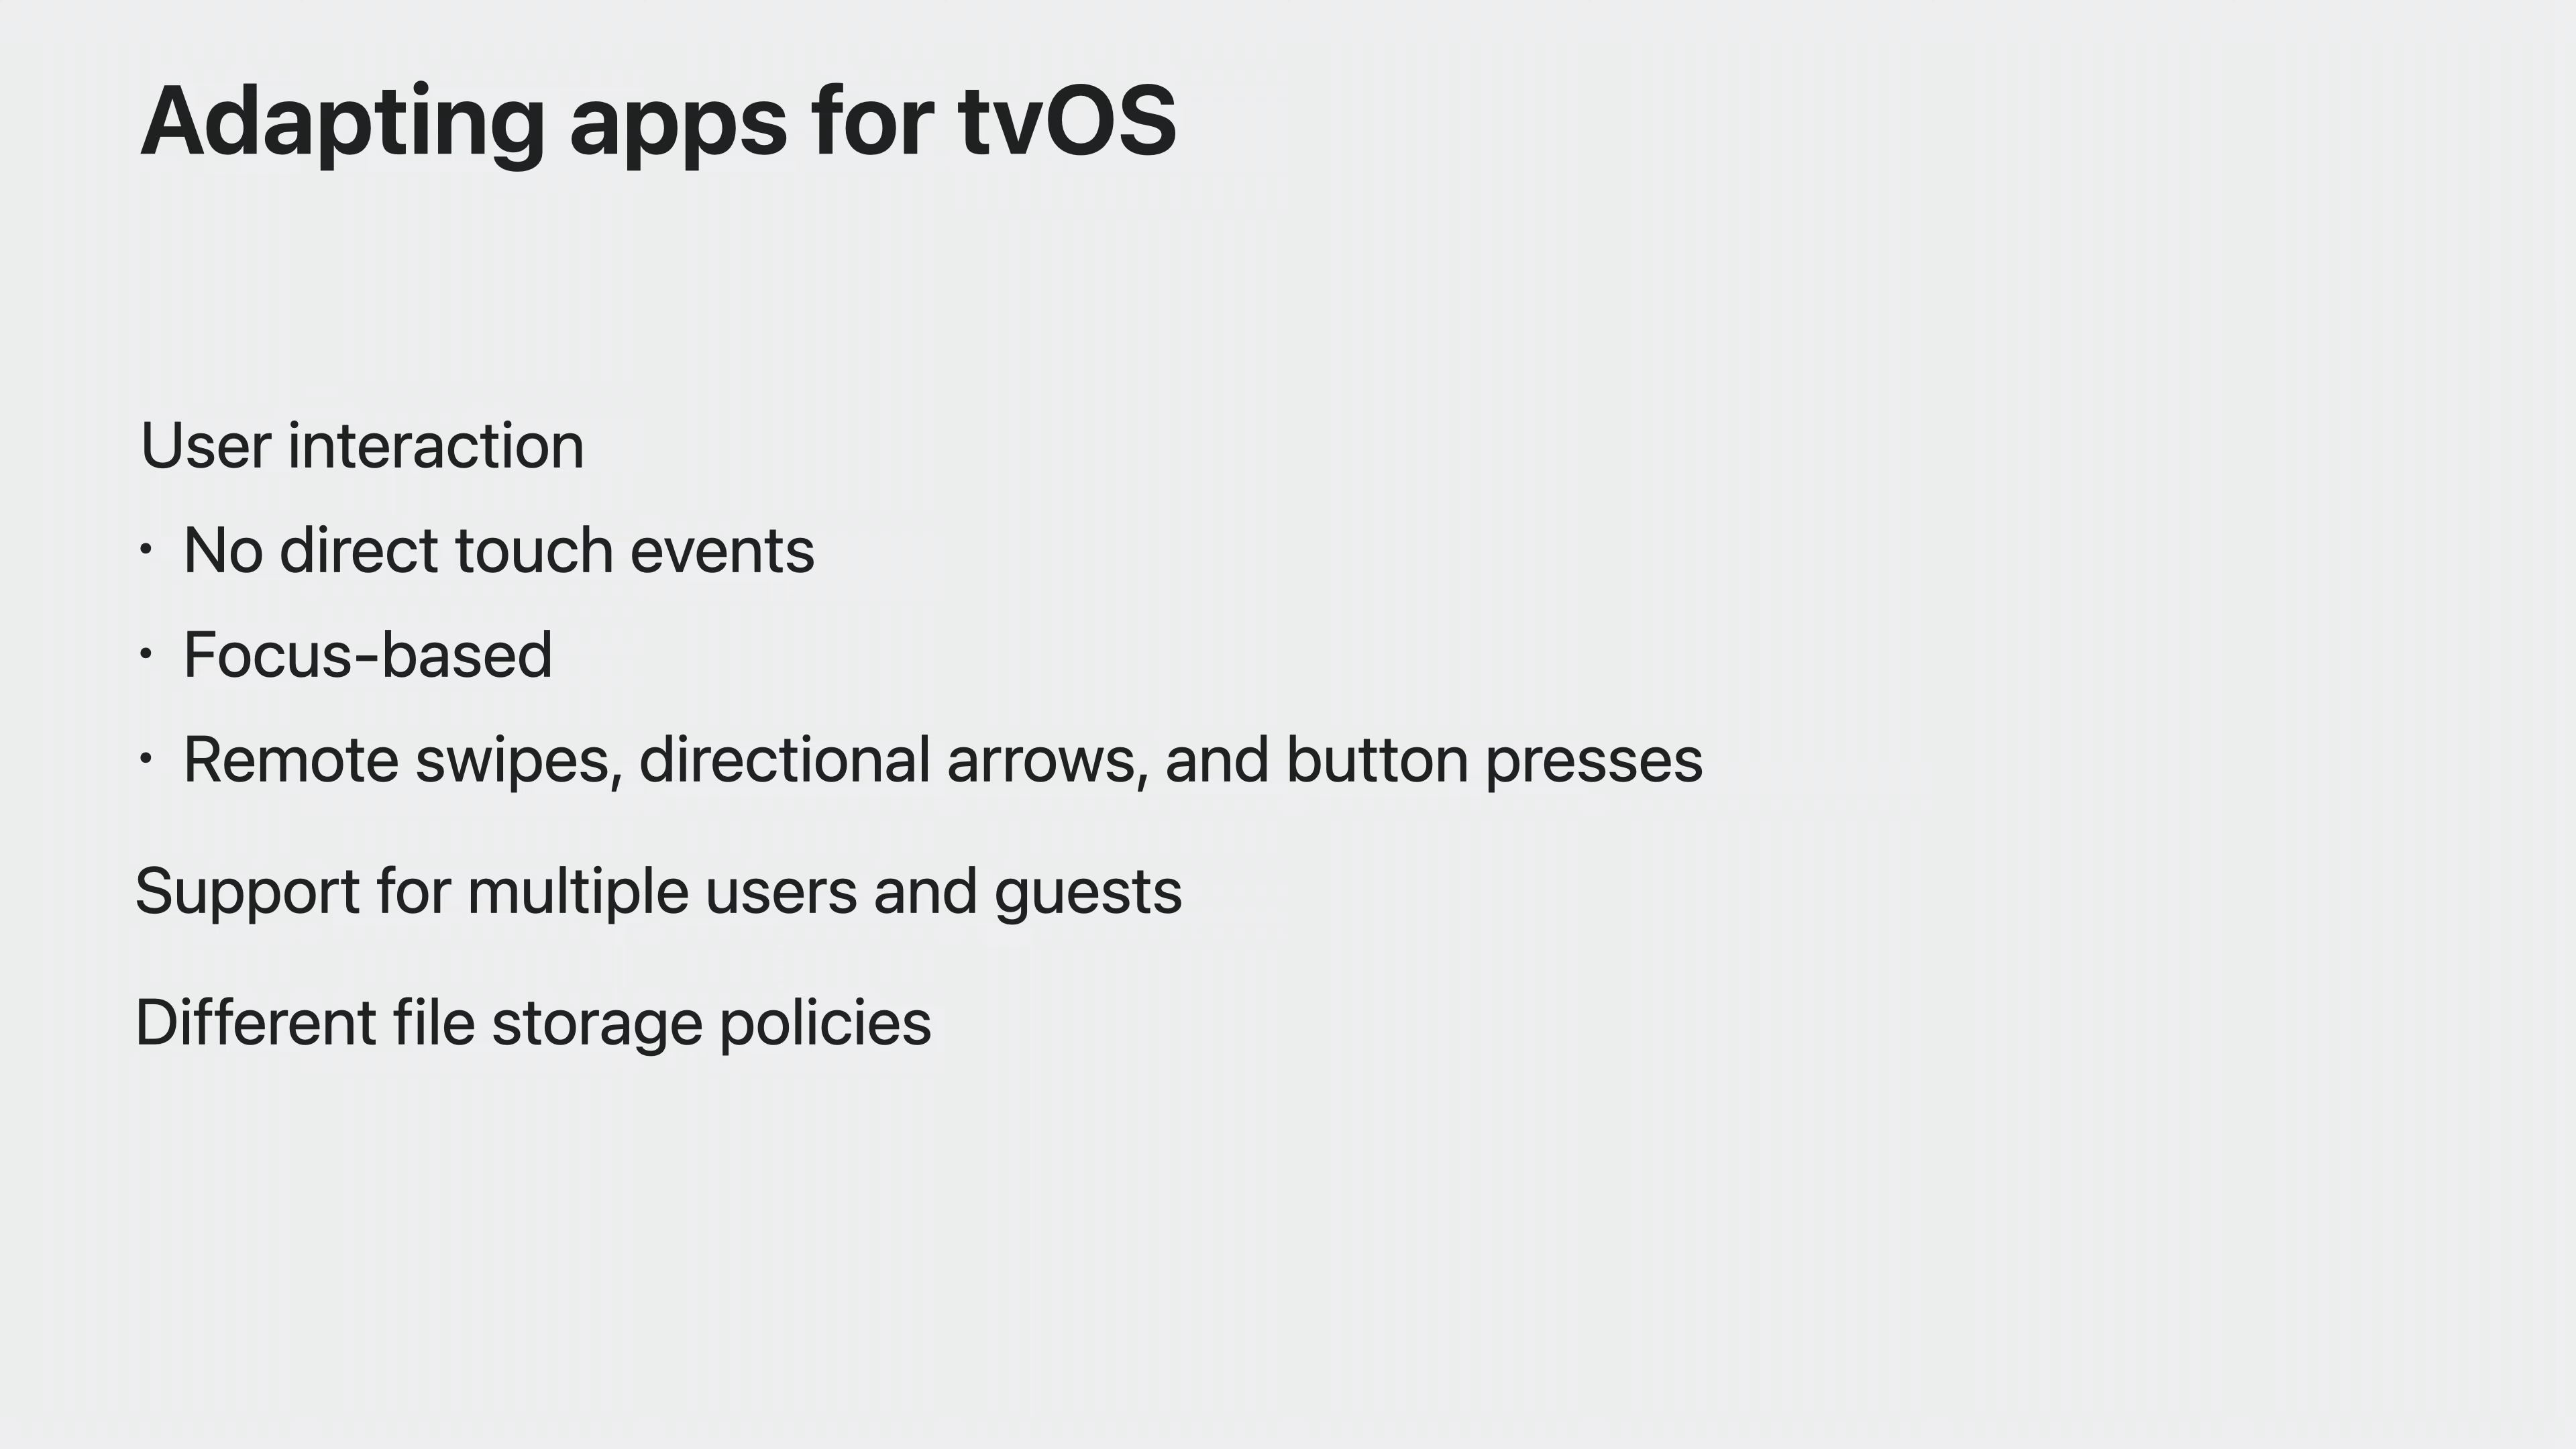 Adapting apps for tvOS
User interaction
• No direct touch events
• Focus-based
• Remote swipes, directional arrows, and button presses
Support for multiple users and guests
Different file storage policies